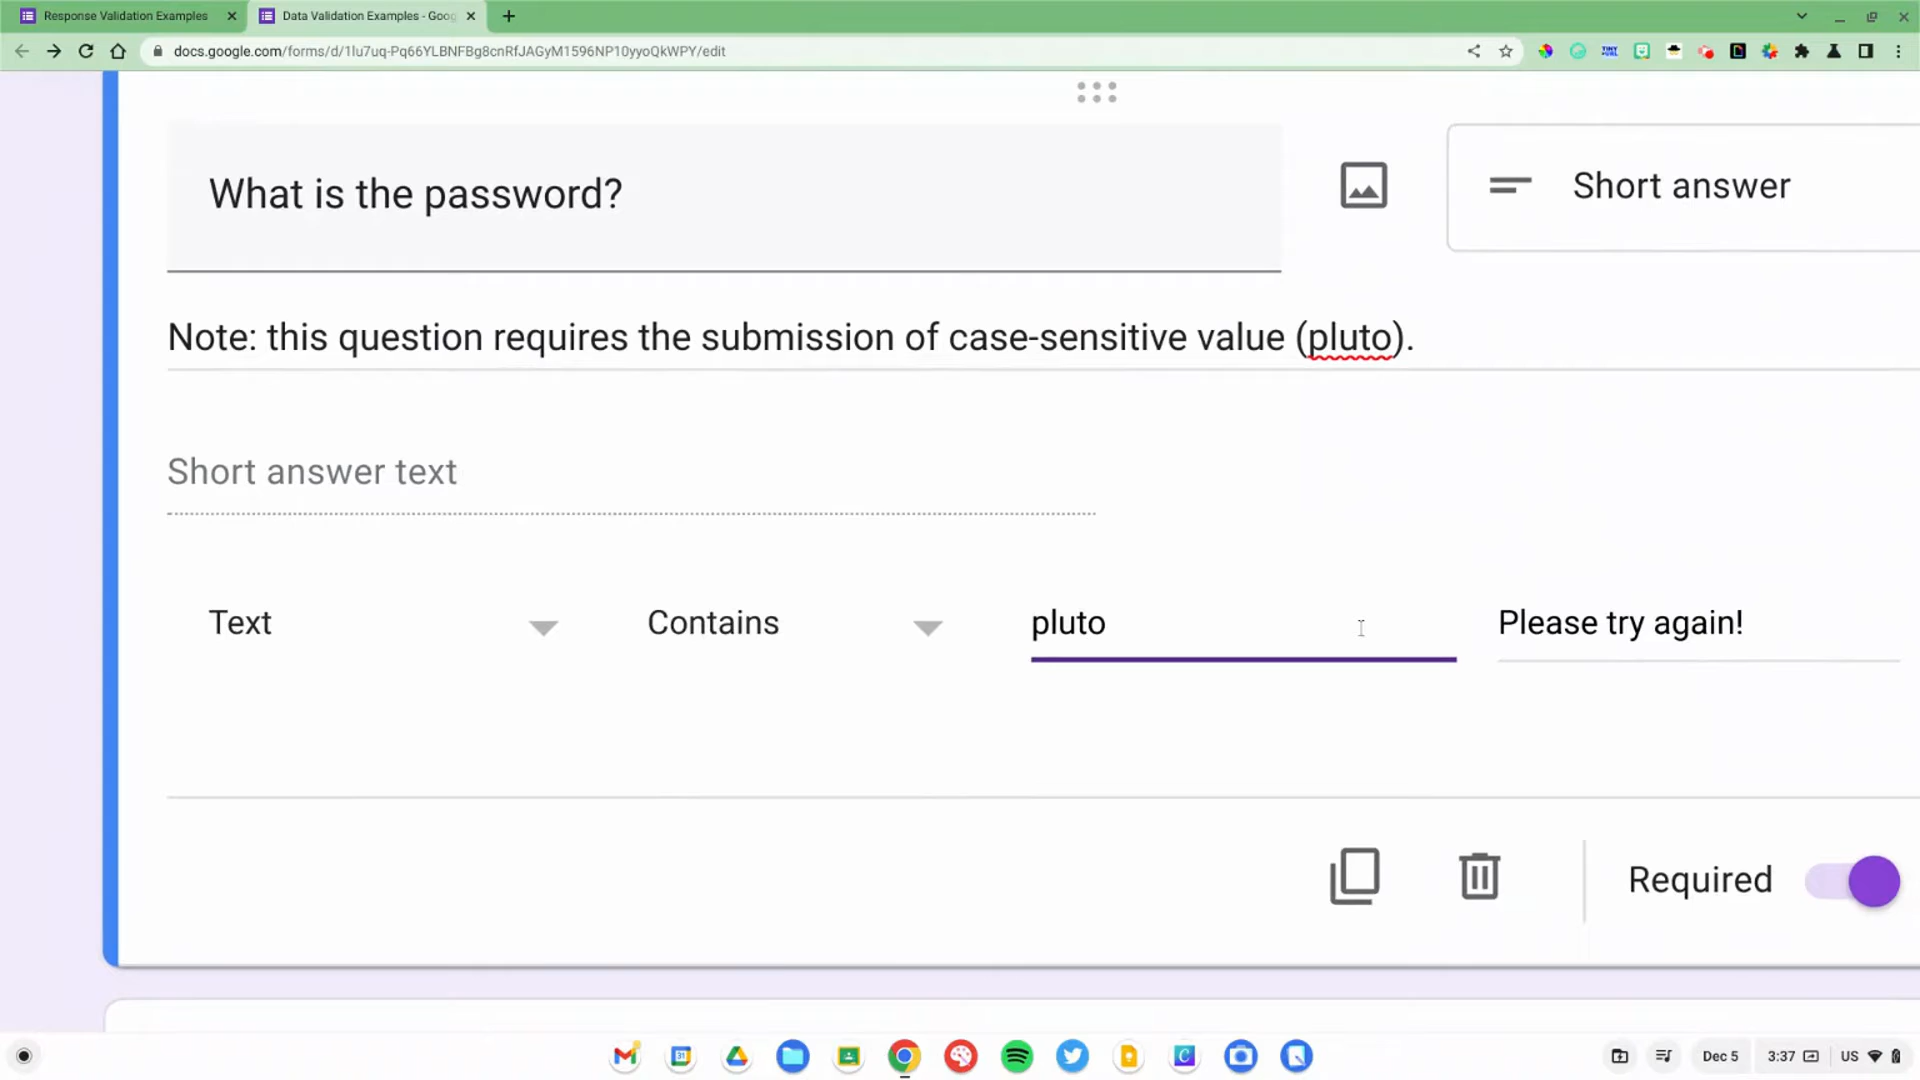 Response Validation Examples
Data Validation Examples - Goog
docs.google.com/forms/d/1lu7uq-Pq66YLBNFBg8cnRfJAGyM1596NP10yyoQkWPY/edit
What is the password?
Short answer
Note: this question requires the submission of case-sensitive value (pluto).
Short answer text
Text
Contains
pluto
Please try again!
Required
Dec 5
3:37
US